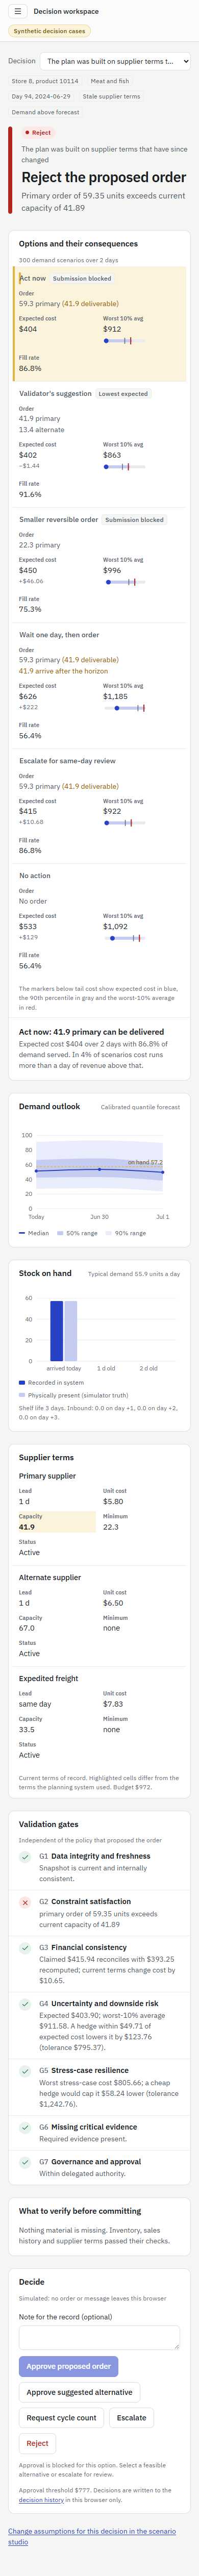 ☰ Decision workspace
Synthetic decision cases
Decision The plan was built on supplier terms t...
Store 8, product 10114 Meat and fish
Day 94, 2024-06-29 Stale supplier terms
Demand above forecast
Reject
The plan was built on supplier terms that have since
changed
Reject the proposed order
Primary order of 59.35 units exceeds current
capacity of 41.89
Options and their consequences
300 demand scenarios over 2 days
Act now Submission blocked
Order
59.3 primary (41.9 deliverable)
Expected cost Worst 10% avg
$404 $912
Fill rate
86.8%
Validator's suggestion Lowest expected
Order
41.9 primary
13.4 alternate
Expected cost Worst 10% avg
$402 $863
−$1.44
Fill rate
91.6%
Smaller reversible order Submission blocked
Order
22.3 primary
Expected cost Worst 10% avg
$450 $996
+$46.06
Fill rate
75.3%
Wait one day, then order
Order
59.3 primary (41.9 deliverable)
41.9 arrive after the horizon
Expected cost Worst 10% avg
$626 $1,185
+$222
Fill rate
56.4%
Escalate for same-day review
Order
59.3 primary (41.9 deliverable)
Expected cost Worst 10% avg
$415 $922
+$10.68
Fill rate
86.8%
No action
Order
No order
Expected cost Worst 10% avg
$533 $1,092
+$129
Fill rate
56.4%
The markers below tail cost show expected cost in blue,
the 90th percentile in gray and the worst-10% average
in red.
Act now: 41.9 primary can be delivered
Expected cost $404 over 2 days with 86.8% of
demand served. In 4% of scenarios cost runs
more than a day of revenue above that.
Demand outlook Calibrated quantile forecast
100
80
60
40
20
0
on hand 57.2
Today Jun 30 Jul 1
Median 50% range 90% range
Stock on hand Typical demand 55.9 units a day
60
40
20
0
arrived today 1 d old 2 d old
Recorded in system
Physically present (simulator truth)
Shelf life 3 days. Inbound: 0.0 on day +1, 0.0 on day +2,
0.0 on day +3.
Supplier terms
Primary supplier
Lead Unit cost
1 d $5.80
Capacity Minimum
41.9 22.3
Status
Active
Alternate supplier
Lead Unit cost
1 d $6.50
Capacity Minimum
67.0 none
Status
Active
Expedited freight
Lead Unit cost
same day $7.83
Capacity Minimum
33.5 none
Status
Active
Current terms of record. Highlighted cells differ from the
terms the planning system used. Budget $972.
Validation gates
Independent of the policy that proposed the order
G1 Data integrity and freshness
Snapshot is current and internally
consistent.
G2 Constraint satisfaction
primary order of 59.35 units exceeds
current capacity of 41.89
G3 Financial consistency
Claimed $415.94 reconciles with $393.25
recomputed; current terms change cost by
$10.65.
G4 Uncertainty and downside risk
Expected $403.90; worst-10% average
$911.58. A hedge within $49.71 of
expected cost lowers it by $123.76
(tolerance $795.37).
G5 Stress-case resilience
Worst stress-case cost $805.66; a cheap
hedge would cap it $58.24 lower (tolerance
$1,242.76).
G6 Missing critical evidence
Required evidence present.
G7 Governance and approval
Within delegated authority.
What to verify before committing
Nothing material is missing. Inventory, sales
history and supplier terms passed their checks.
Decide
Simulated: no order or message leaves this browser
Note for the record (optional)
Approve proposed order
Approve suggested alternative
Request cycle count Escalate
Reject
Approval is blocked for this option. Select a feasible
alternative or escalate for review.
Approval threshold $777. Decisions are written to the
decision history in this browser only.
Change assumptions for this decision in the scenario
studio